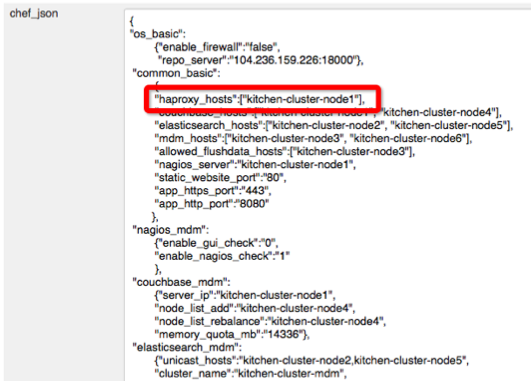 chef_json
{
"os_basic":
{"enable_firewall":"false",
"repo_server":"104.236.159.226:18000"},
"common_basic":
{
"haproxy_hosts":["kitchen-cluster-node1"],
"couchbase_hosts":["kitchen-cluster-node1", "kitchen-cluster-node4"],
"elasticsearch_hosts":["kitchen-cluster-node2", "kitchen-cluster-node5"],
"mdm_hosts":["kitchen-cluster-node3", "kitchen-cluster-node6"],
"allowed_flushdata_hosts":["kitchen-cluster-node3"],
"nagios_server":"kitchen-cluster-node1",
"static_website_port":"80",
"app_https_port":"443",
"app_http_port":"8080"
},
"nagios_mdm":
{"enable_gui_check":"0",
"enable_nagios_check":"1"
},
"couchbase_mdm":
{"server_ip":"kitchen-cluster-node1",
"node_list_add":"kitchen-cluster-node4",
"node_list_rebalance":"kitchen-cluster-node4",
"memory_quota_mb":"14336"},
"elasticsearch_mdm":
{"unicast_hosts":"kitchen-cluster-node2,kitchen-cluster-node5",
"cluster_name":"kitchen-cluster-mdm",